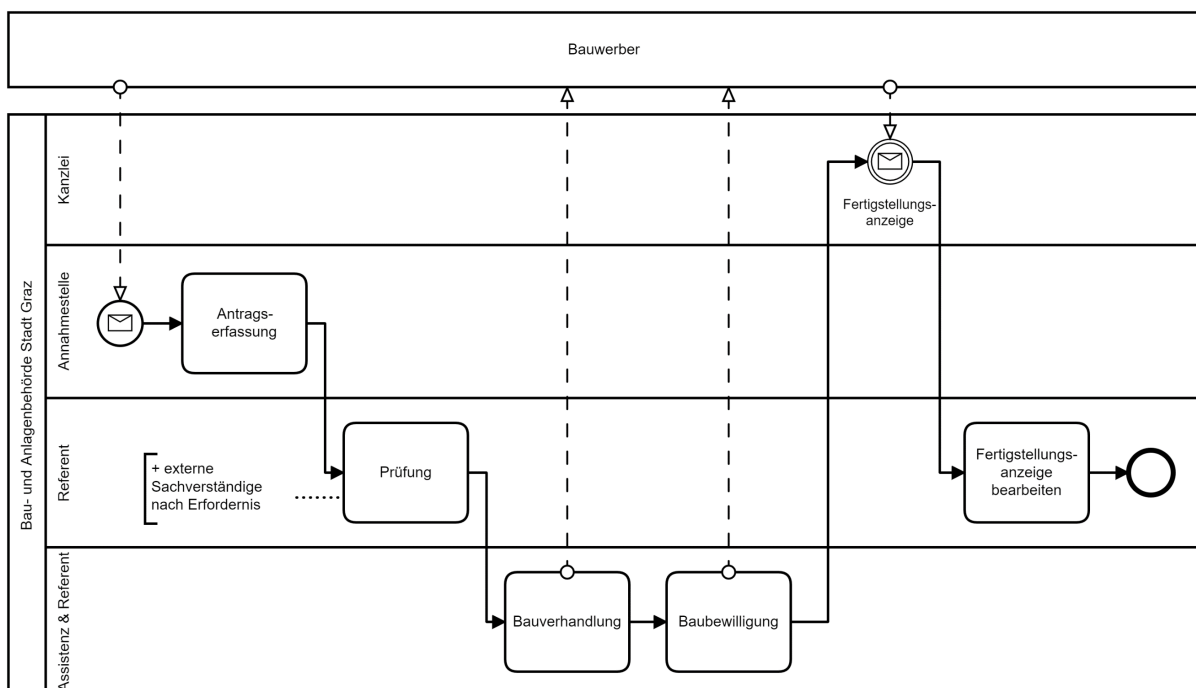 Bauwerber
Bau- und Anlagenbehörde Stadt Graz
Kanzlei
Fertigstellungs-
anzeige
Annahmestelle
Antrags-
erfassung
Referent
+ externe
Sachverständige
nach Erfordernis
Prüfung
Fertigstellungs-
anzeige
bearbeiten
Assistenz & Referent
Bauverhandlung
Baubewilligung